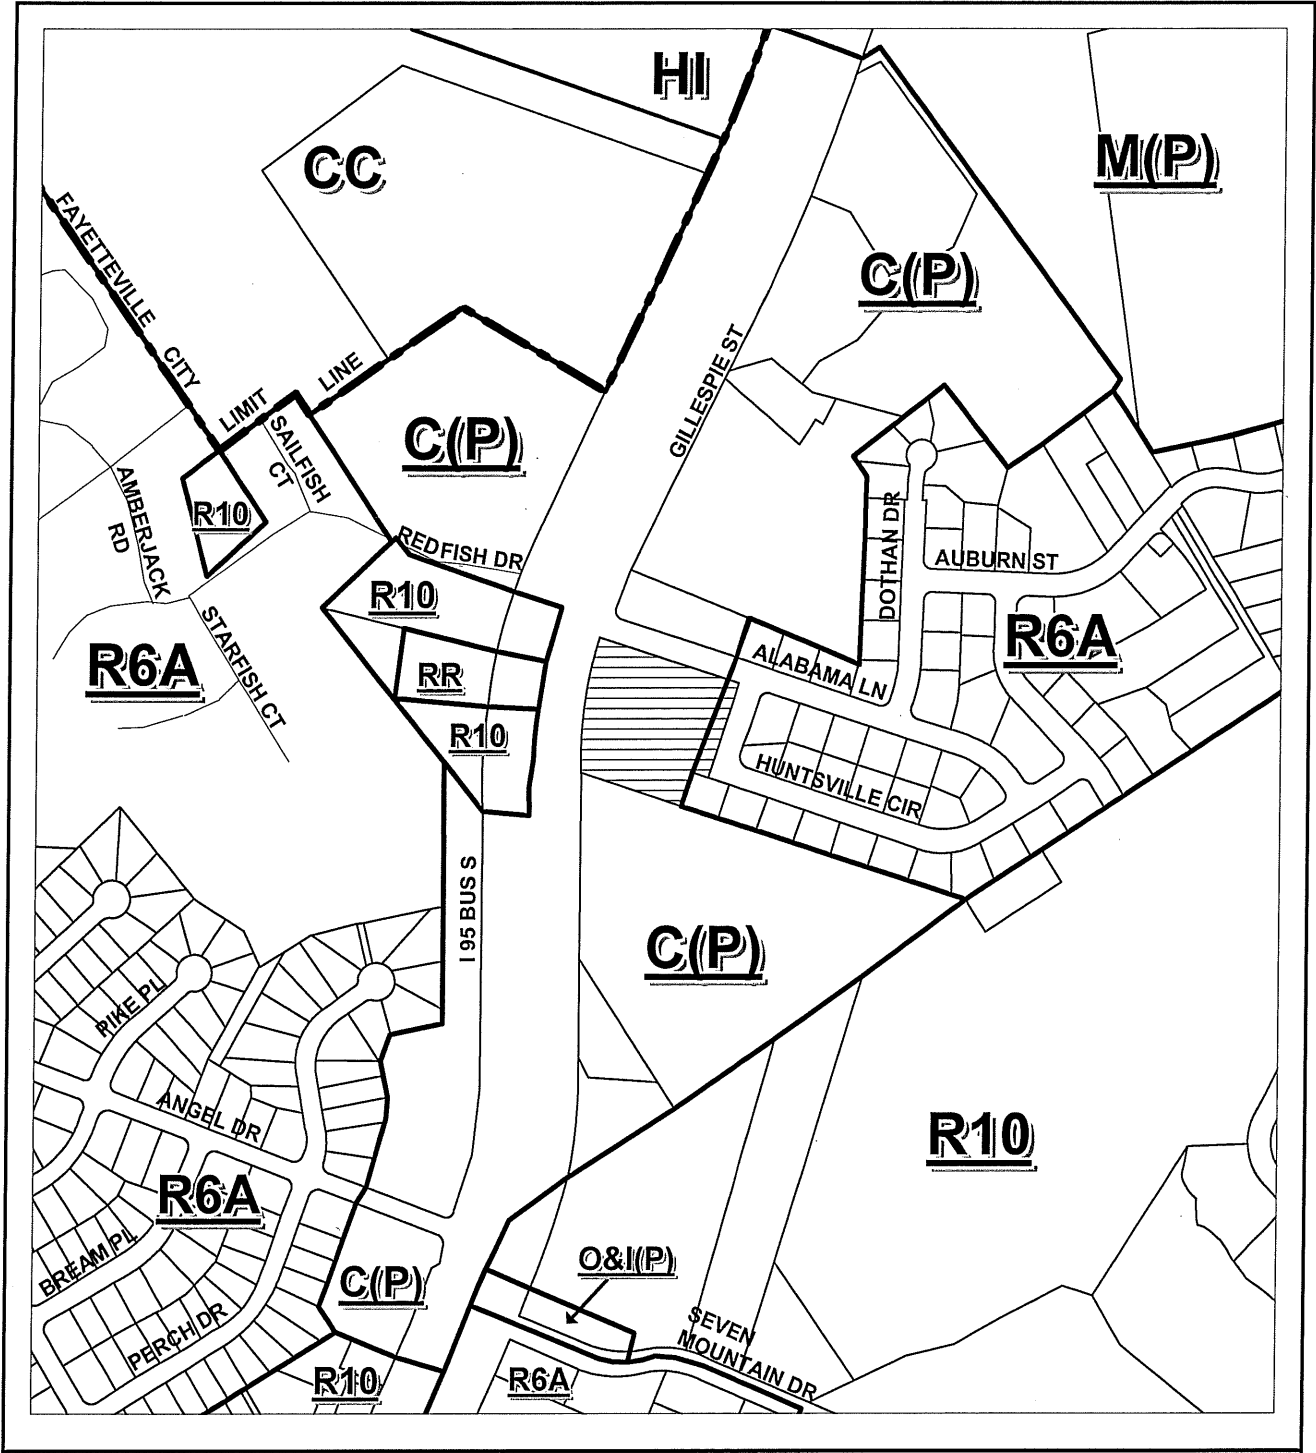 HI
CC
M(P)
FAYETTEVILLE
CITY
LIMIT
LINE
C(P)
GILLESPIE ST
C(P)
SAILFISH
CT
AMBERJACK
RD
R10
REDFISH DR
DOTHAN DR
AUBURN ST
R10
STARFISH CT
R6A
R6A
ALABAMA LN
RR
R10
HUNTSVILLE CIR
I 95 BUS S
C(P)
PIKE PL
ANGEL DR
R10
R6A
BREAM PL
O&I(P)
C(P)
PERCH DR
SEVEN
MOUNTAIN DR
R10
R6A